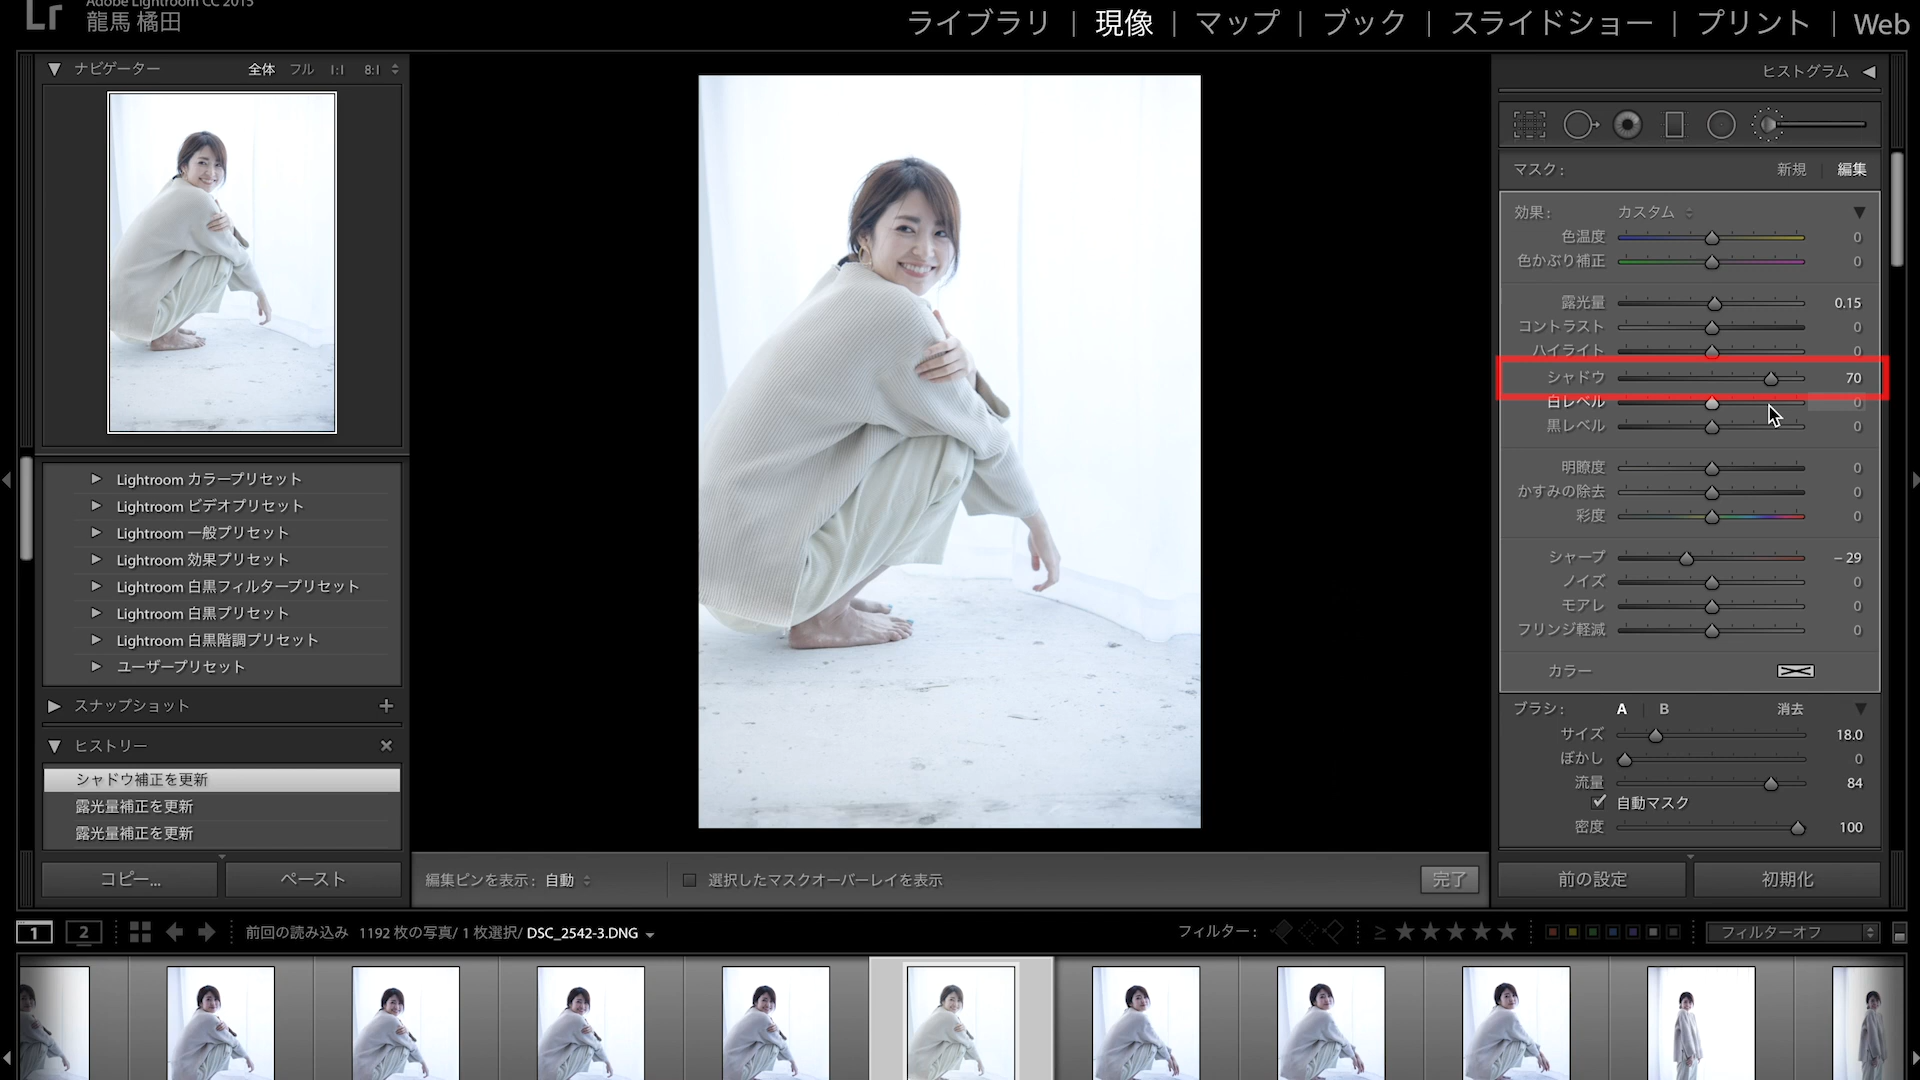 Lr Adobe Lightroom CC 2015
龍馬 橘田
ライブラリ | 現像 | マップ | ブック | スライドショー | プリント | Web
ナビゲーター 全体 フル 1:1 8:1
Lightroom カラープリセット
Lightroom ビデオプリセット
Lightroom 一般プリセット
Lightroom 効果プリセット
Lightroom 白黒フィルタープリセット
Lightroom 白黒プリセット
Lightroom 白黒階調プリセット
ユーザープリセット
スナップショット +
ヒストリー ×
シャドウ補正を更新
露光量補正を更新
露光量補正を更新
コピー... ペースト
編集ピンを表示: 自動 選択したマスクオーバーレイを表示 完了
ヒストグラム
マスク: 新規 | 編集
効果: カスタム
色温度 0
色かぶり補正 0
露光量 0.15
コントラスト 0
ハイライト 0
シャドウ 70
白レベル 0
黒レベル 0
明瞭度 0
かすみの除去 0
彩度 0
シャープ -29
ノイズ 0
モアレ 0
フリンジ軽減 0
カラー
ブラシ: A | B 消去
サイズ 18.0
ぼかし 0
流量 84
自動マスク
密度 100
前の設定 初期化
1 2 前回の読み込み 1192 枚の写真/ 1 枚選択/ DSC_2542-3.DNG フィルター: ≥ ★★★★★ フィルターオフ